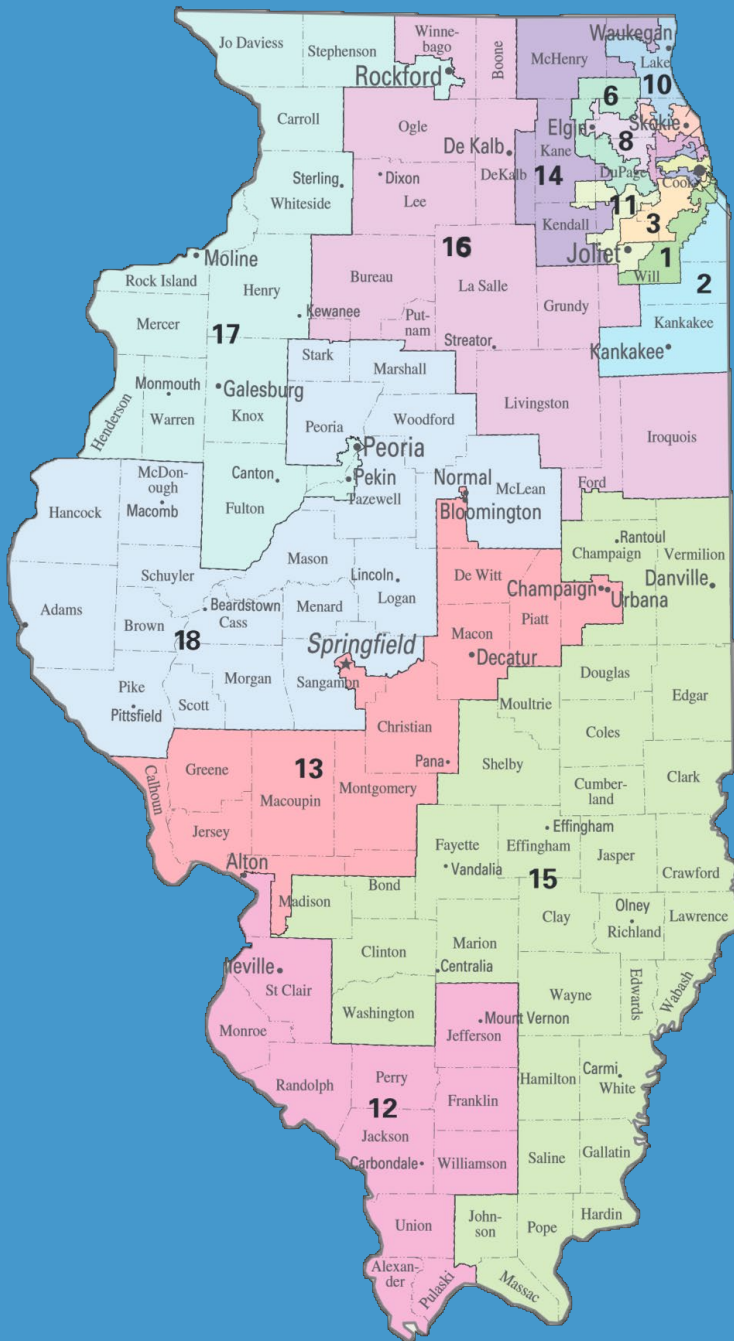 Jo Daviess
Stephenson
Winne-
bago
Boone
McHenry
Waukegan
Lake
Rockford
10
6
Carroll
Ogle
Elgin
Skokie
8
De Kalb
Kane
DeKalb
DuPage
Cook
14
Sterling
Whiteside
Dixon
Lee
11
3
Kendall
16
Joliet
1
Will
2
Moline
Rock Island
Henry
Bureau
La Salle
Grundy
Mercer
Kewanee
Put-
nam
Kankakee
17
Streator
Kankakee
Stark
Marshall
Henderson
Monmouth
Warren
Galesburg
Knox
Peoria
Woodford
Livingston
Iroquois
Peoria
McDon-
ough
Macomb
Canton
Fulton
Pekin
Tazewell
Normal
Bloomington
McLean
Ford
Hancock
Rantoul
Champaign
Vermilion
Mason
Schuyler
Lincoln
Logan
De Witt
Champaign
Urbana
Danville
Adams
Beardstown
Cass
Menard
Brown
18
Piatt
Macon
Decatur
Springfield
Sangamon
Douglas
Pike
Pittsfield
Scott
Morgan
Moultrie
Edgar
Christian
Coles
Calhoun
Greene
13
Pana
Shelby
Macoupin
Montgomery
Cumber-
land
Clark
Jersey
Effingham
Fayette
Effingham
Jasper
Alton
Vandalia
Crawford
Bond
15
Madison
Olney
Richland
Clay
Lawrence
Clinton
Marion
Centralia
lleville
St Clair
Washington
Wayne
Edwards
Wabash
Mount Vernon
Jefferson
Monroe
Randolph
Perry
Hamilton
Carmi
White
12
Franklin
Jackson
Carbondale
Williamson
Saline
Gallatin
Union
John-
son
Pope
Hardin
Alexan-
der
Pulaski
Massac